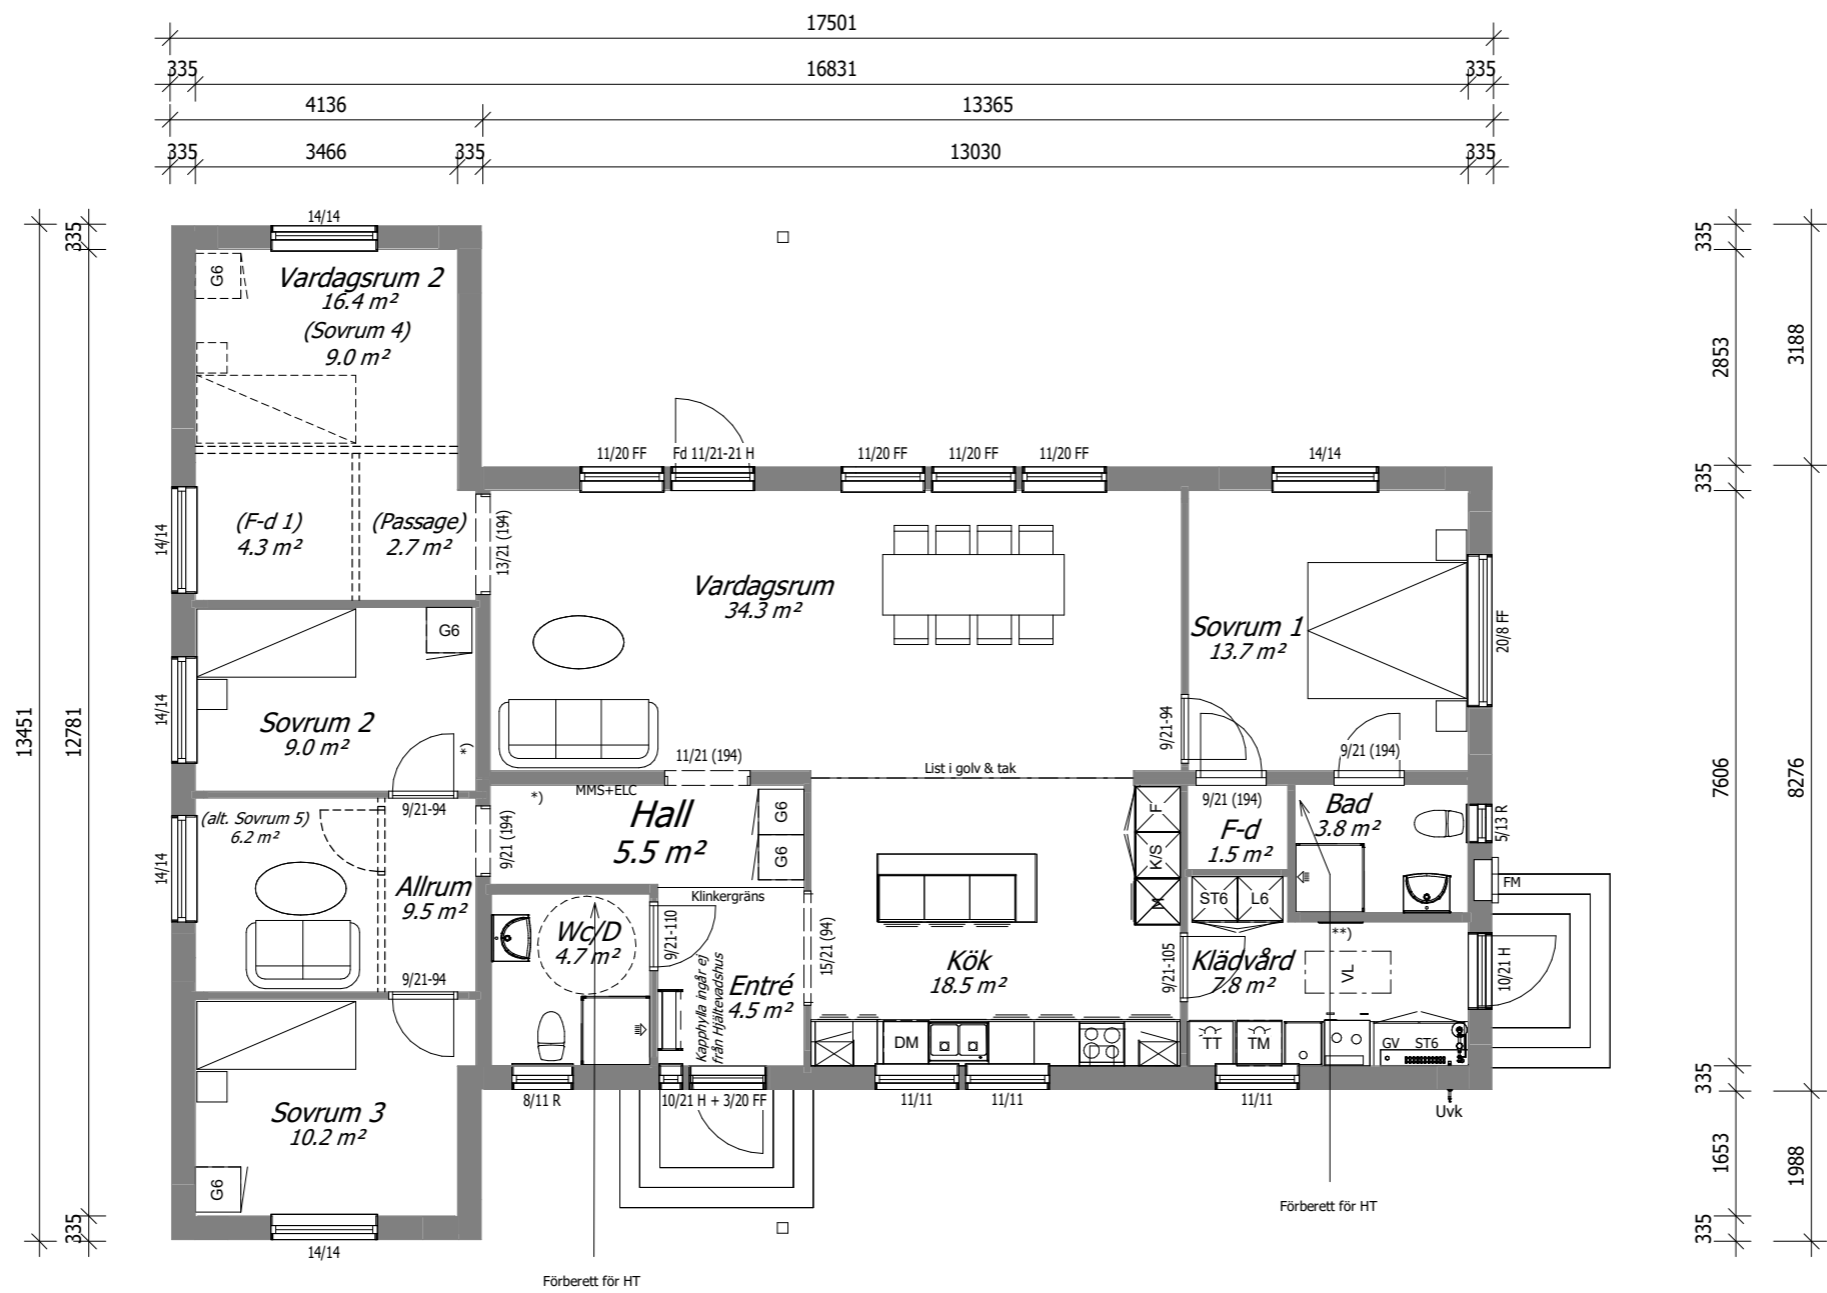 17501
335
16831
335
4136
13365
335
3466
335
13030
335
13451
335
12781
335
335
2853
335
7606
335
1653
335
3188
8276
1988
14/14
G6
Vardagsrum 2
16.4 m²
(Sovrum 4)
9.0 m²
(F-d 1)
4.3 m²
(Passage)
2.7 m²
14/14
13/21 (194)
11/20 FF
Fd 11/21-21 H
11/20 FF
11/20 FF
11/20 FF
14/14
Vardagsrum
34.3 m²
Sovrum 1
13.7 m²
20/8 FF
G6
Sovrum 2
9.0 m²
14/14
*)
9/21-94
11/21 (194)
List i golv & tak
9/21-94
9/21 (194)
9/21 (194)
(alt. Sovrum 5)
6.2 m²
14/14
Allrum
9.5 m²
9/21 (194)
9/21-94
*)
MMS+ELC
Hall
5.5 m²
G6
G6
Klinkergräns
F
K/S
F-d
1.5 m²
Bad
3.8 m²
5/13 R
FM
ST6
L6
Wc/D
4.7 m²
9/21-110
Kapphylla ingår ej
från Hjältevadshus
Entré
4.5 m²
15/21 (94)
Kök
18.5 m²
9/21-105
Klädvård
7.8 m²
**)
VL
10/21 H
DM
TT
TM
GV
ST6
Sovrum 3
10.2 m²
G6
8/11 R
10/21 H + 3/20 FF
11/11
11/11
11/11
Uvk
14/14
Förberett för HT
Förberett för HT